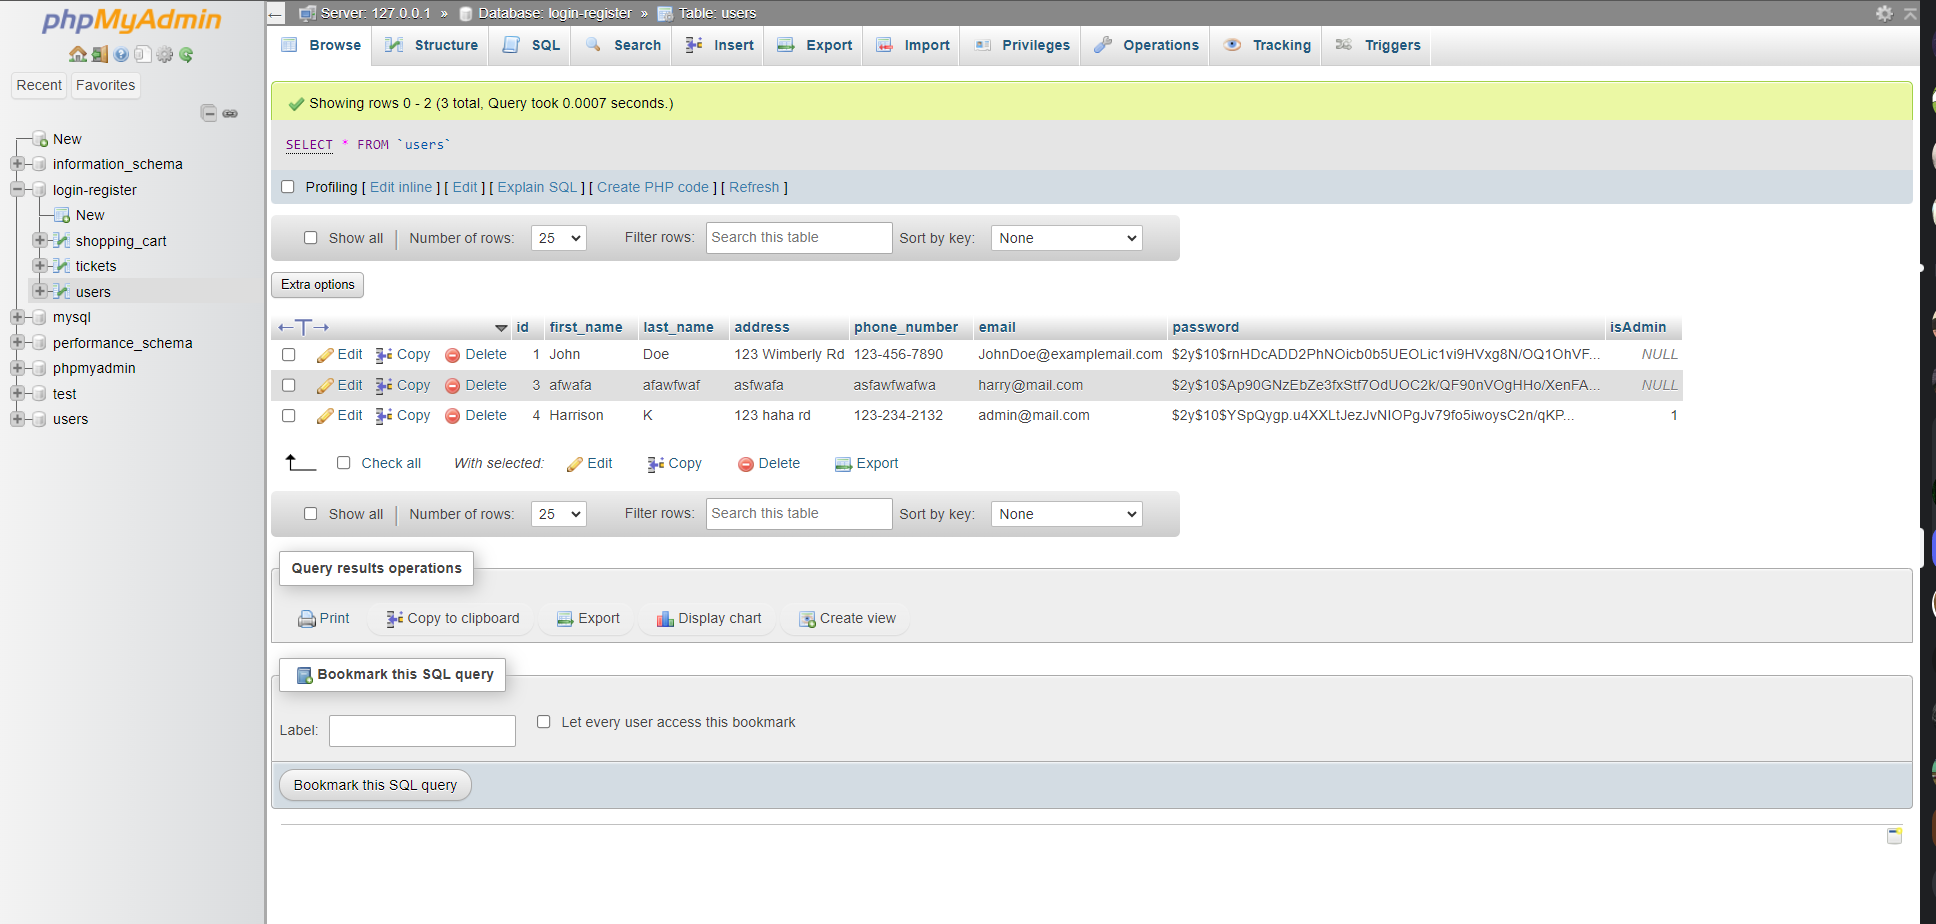 phpMyAdmin
Recent Favorites
New
information_schema
login-register
New
shopping_cart
tickets
users
mysql
performance_schema
phpmyadmin
test
users
Server: 127.0.0.1 » Database: login-register » Table: users
Browse Structure SQL Search Insert Export Import Privileges Operations Tracking Triggers
Showing rows 0 - 2 (3 total, Query took 0.0007 seconds.)
SELECT * FROM `users`
Profiling [ Edit inline ] [ Edit ] [ Explain SQL ] [ Create PHP code ] [ Refresh ]
Show all Number of rows: 25 Filter rows: Search this table Sort by key: None
Extra options
id first_name last_name address phone_number email password isAdmin
Edit Copy Delete 1 John Doe 123 Wimberly Rd 123-456-7890 JohnDoe@examplemail.com $2y$10$rnHDcADD2PhNOicb0b5UEOLic1vi9HVxg8N/OQ1OhVF... NULL
Edit Copy Delete 3 afwafa afawfwaf asfwafa asfawfwafwa harry@mail.com $2y$10$Ap90GNzEbZe3fxStf7OdUOC2k/QF90nVOgHHo/XenFA... NULL
Edit Copy Delete 4 Harrison K 123 haha rd 123-234-2132 admin@mail.com $2y$10$YSpQygp.u4XXLtJezJvNIOPgJv79fo5iwoysC2n/qKP... 1
Check all With selected: Edit Copy Delete Export
Show all Number of rows: 25 Filter rows: Search this table Sort by key: None
Query results operations
Print Copy to clipboard Export Display chart Create view
Bookmark this SQL query
Label: Let every user access this bookmark
Bookmark this SQL query